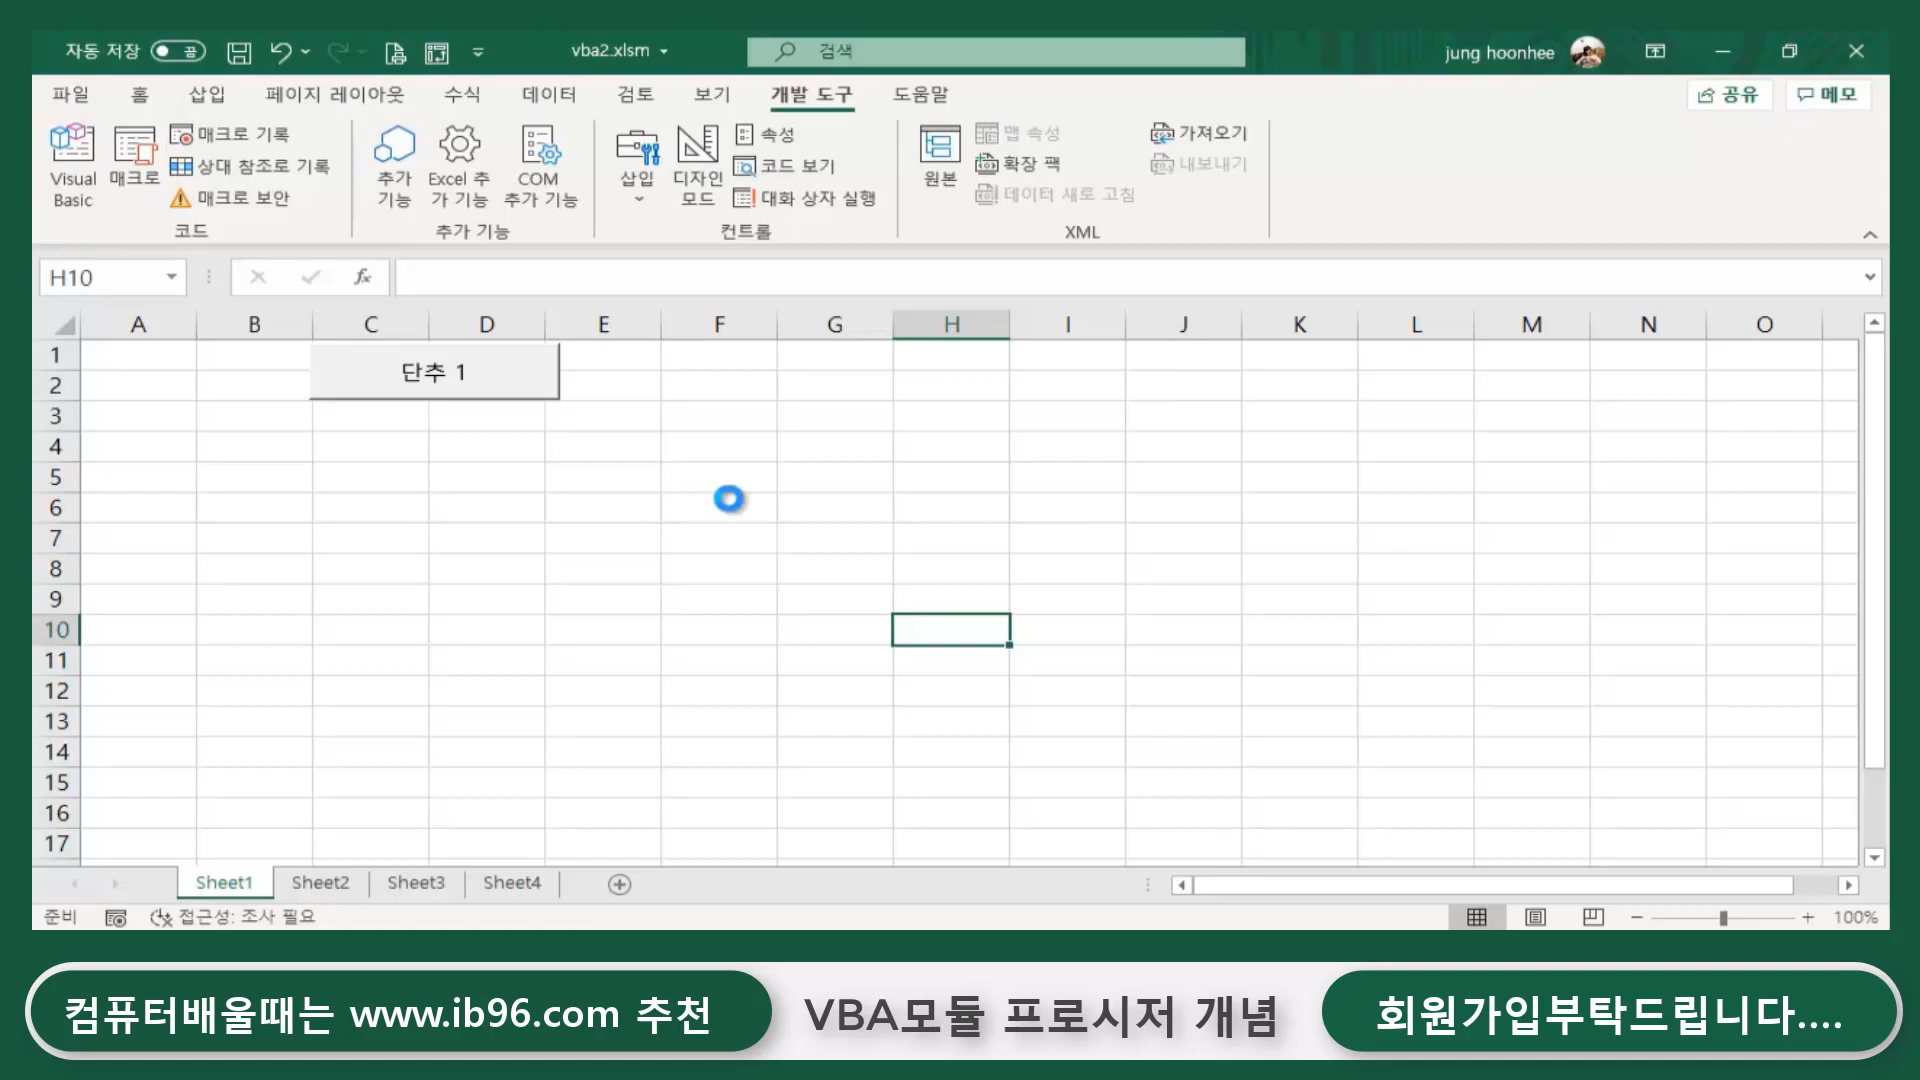 자동 저장 끔 vba2.xlsm 검색 jung hoonhee
파일 홈 삽입 페이지 레이아웃 수식 데이터 검토 보기 개발 도구 도움말 공유 메모
Visual Basic
매크로
매크로 기록
상대 참조로 기록
매크로 보안
코드
추가 기능
Excel 추가 기능
COM 추가 기능
추가 기능
삽입
디자인 모드
속성
코드 보기
대화 상자 실행
컨트롤
원본
맵 속성
확장 팩
데이터 새로 고침
가져오기
내보내기
XML
H10 fx
A B C D E F G H I J K L M N O
1
단추 1
2
3
4
5
6
7
8
9
10
11
12
13
14
15
16
17
Sheet1 Sheet2 Sheet3 Sheet4
준비 접근성: 조사 필요 100%
컴퓨터배울때는 www.ib96.com 추천 VBA모듈 프로시저 개념 회원가입부탁드립니다....